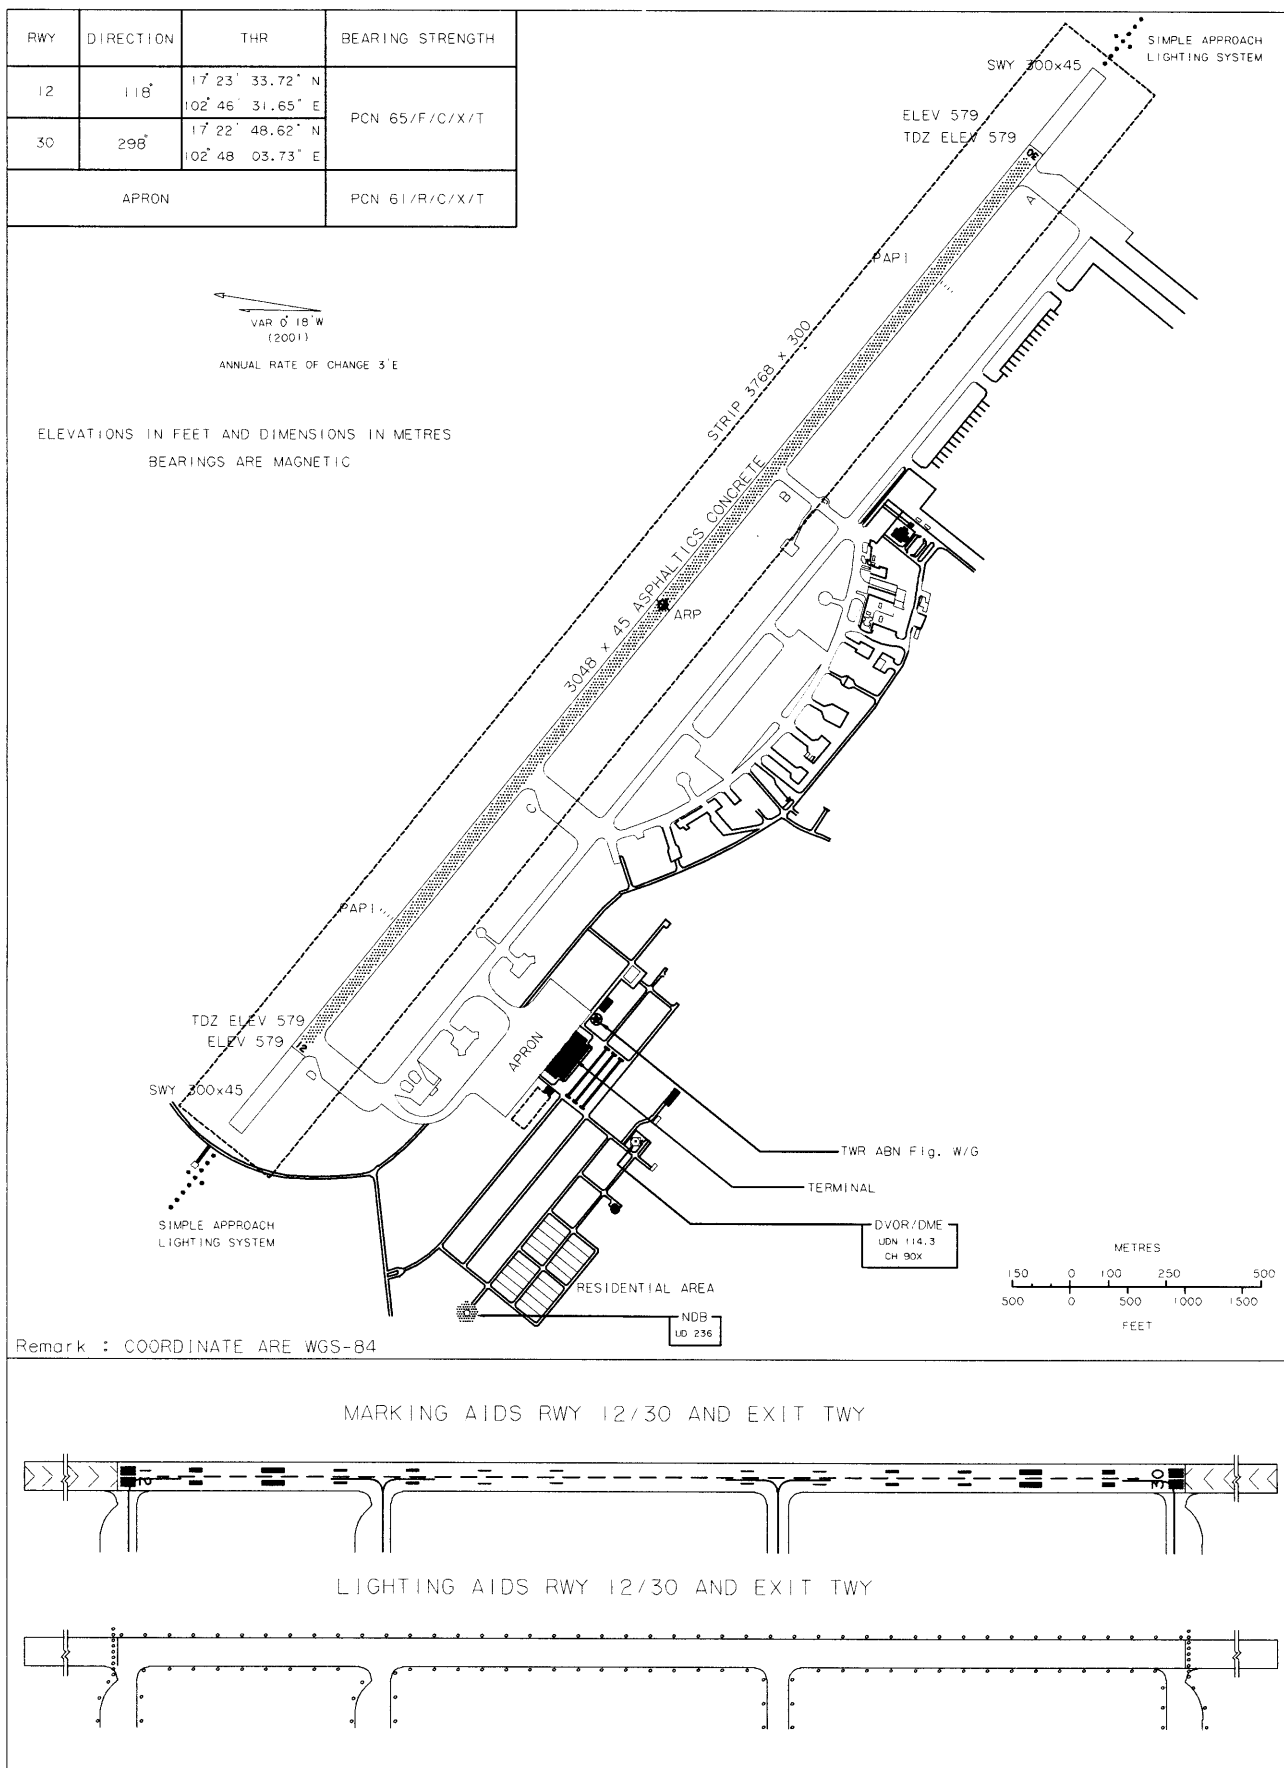 RWY DIRECTION THR BEARING STRENGTH
12 118° 17° 23' 33.72" N
102° 46' 31.65" E
PCN 65/F/C/X/T
30 298° 17° 22' 48.62" N
102° 48' 03.73" E
APRON PCN 61/R/C/X/T
SIMPLE APPROACH
LIGHTING SYSTEM
SWY 300x45
ELEV 579
TDZ ELEV 579
30
A
PAPI
VAR 0° 18' W
(2001)
ANNUAL RATE OF CHANGE 3'E
STRIP 3768 x 300
ELEVATIONS IN FEET AND DIMENSIONS IN METRES
BEARINGS ARE MAGNETIC
B
3048 x 45 ASPHALTICS CONCRETE
ARP
C
PAPI
TDZ ELEV 579
ELEV 579
12
D
APRON
SWY 300x45
TWR ABN Flg. W/G
TERMINAL
SIMPLE APPROACH
LIGHTING SYSTEM
DVOR/DME
UDN 114.3
CH 90X
METRES
150 0 100 250 500
500 0 500 1000 1500
FEET
RESIDENTIAL AREA
NDB
UD 236
Remark : COORDINATE ARE WGS-84
MARKING AIDS RWY 12/30 AND EXIT TWY
12
30
LIGHTING AIDS RWY 12/30 AND EXIT TWY